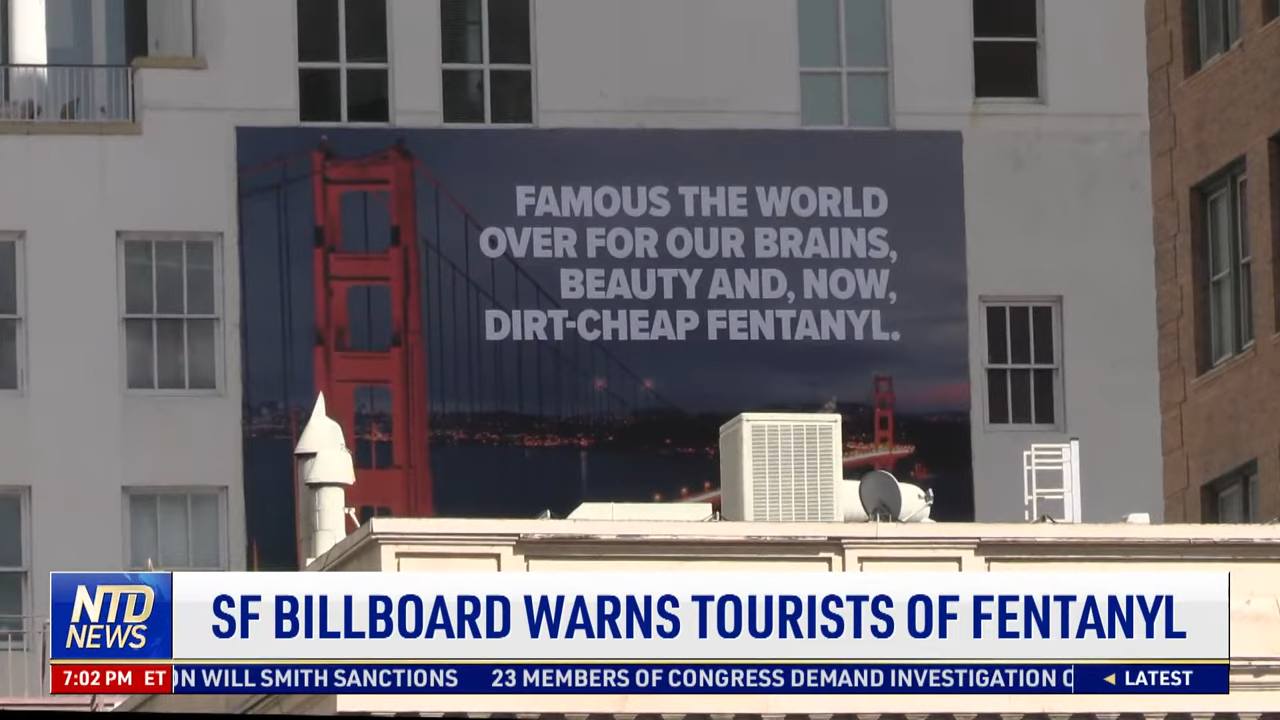 FAMOUS THE WORLD
OVER FOR OUR BRAINS,
BEAUTY AND, NOW,
DIRT-CHEAP FENTANYL.
NTD
NEWS
SF BILLBOARD WARNS TOURISTS OF FENTANYL
7:02 PM ET
ON WILL SMITH SANCTIONS 23 MEMBERS OF CONGRESS DEMAND INVESTIGATION
◄ LATEST